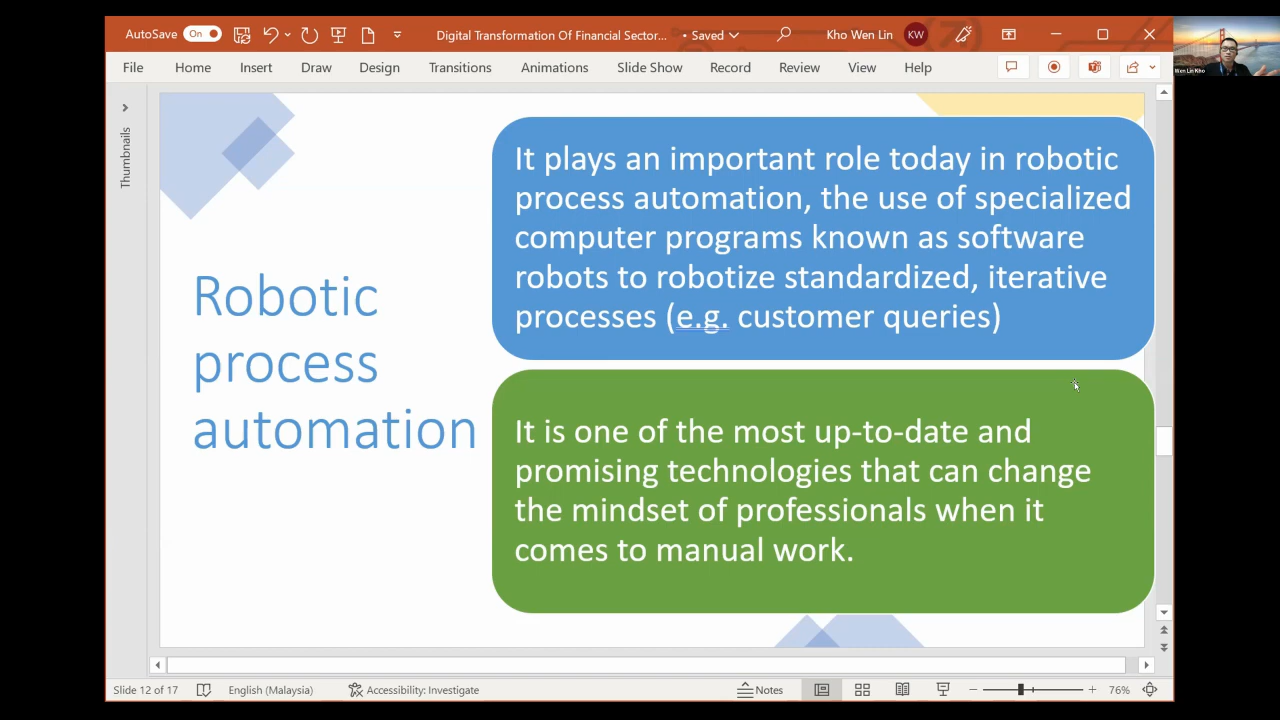 AutoSave
On
Digital Transformation Of Financial Sector... • Saved
Kho Wen Lin
KW
Wen Lin Kho
File Home Insert Draw Design Transitions Animations Slide Show Record Review View Help
Thumbnails
Robotic
process
automation
It plays an important role today in robotic
process automation, the use of specialized
computer programs known as software
robots to robotize standardized, iterative
processes (e.g. customer queries)
It is one of the most up-to-date and
promising technologies that can change
the mindset of professionals when it
comes to manual work.
Slide 12 of 17 English (Malaysia) Accessibility: Investigate Notes 76%